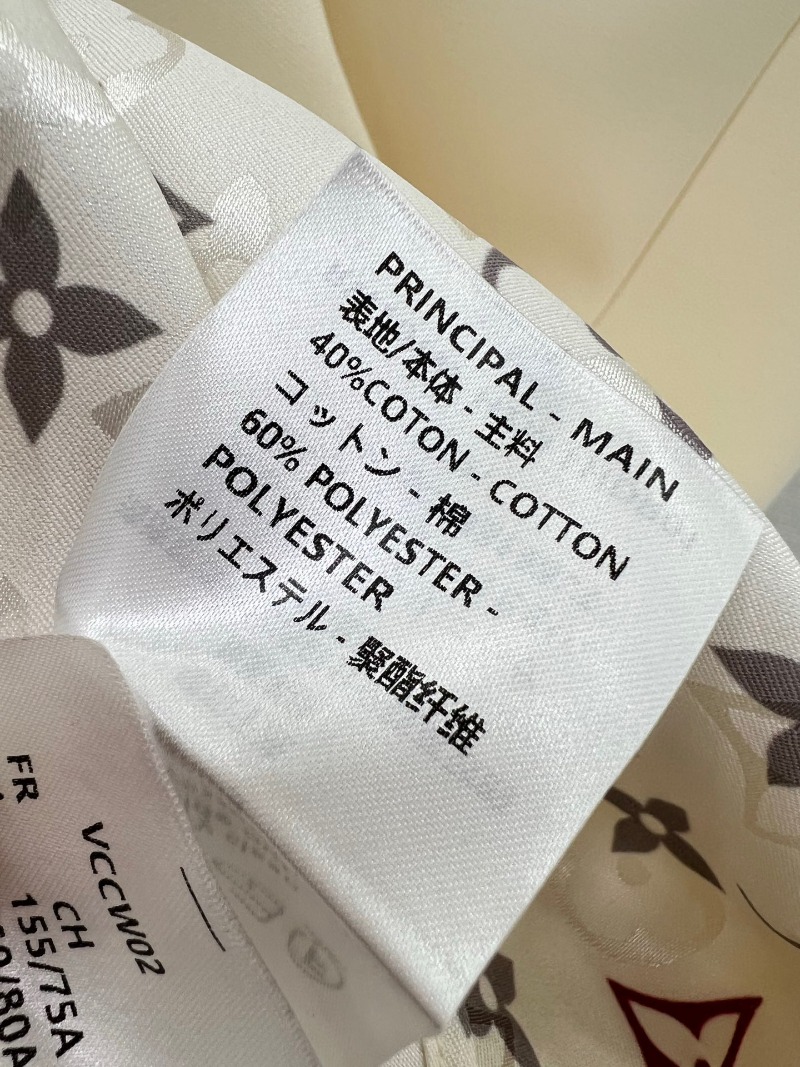 PRINCIPAL - MAIN
表地/本体 - 主料
40%COTON - COTTON
コットン - 棉
60% POLYESTER -
POLYESTER
ポリエステル - 聚酯纤维
FR
VCCW02
CH
155/75A
/80A